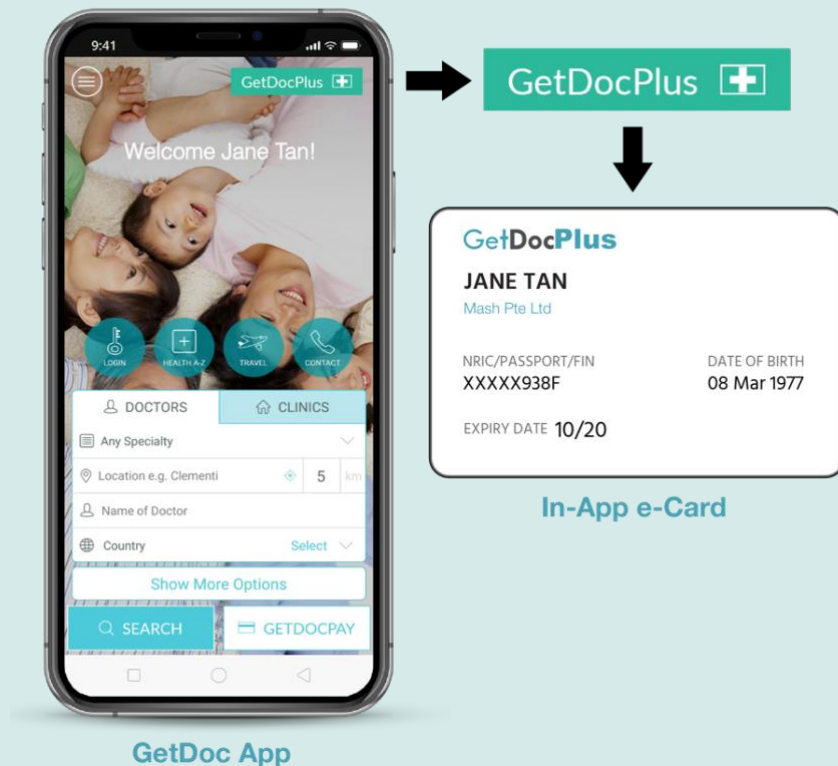 9:41
GetDocPlus
Welcome Jane Tan!
LOGIN
HEALTH A-Z
TRAVEL
CONTACT
DOCTORS
CLINICS
Any Specialty
Location e.g. Clementi
5 km
Name of Doctor
Country
Select
Show More Options
SEARCH
GETDOCPAY
GetDoc App
GetDocPlus
GetDocPlus
JANE TAN
Mash Pte Ltd
NRIC/PASSPORT/FIN
XXXXX938F
DATE OF BIRTH
08 Mar 1977
EXPIRY DATE 10/20
In-App e-Card